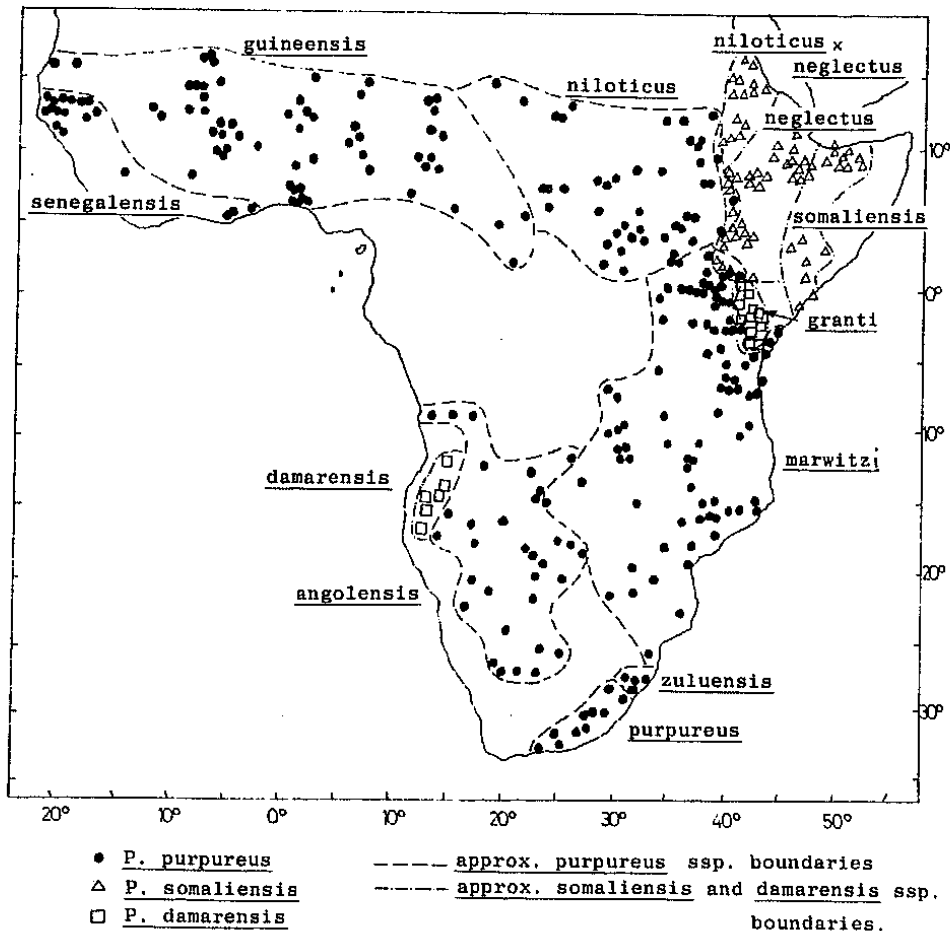 guineensis
niloticus x
neglectus
niloticus
neglectus
10°
senegalensis
somaliensis
0°
granti
10°
marwitzi
damarensis
20°
angolensis
zuluensis
30°
purpureus
20° 10° 0° 10° 20° 30° 40° 50°
P. purpureus approx. purpureus ssp. boundaries
P. somaliensis approx. somaliensis and damarensis ssp.
P. damarensis boundaries.